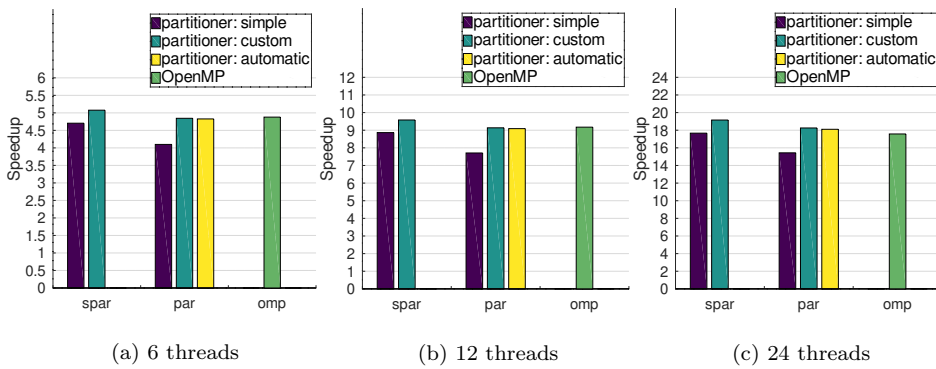 partitioner: simple
partitioner: custom
partitioner: automatic
OpenMP
Speedup
6
5.5
5
4.5
4
3.5
3
2.5
2
1.5
1
0.5
0
spar par omp
(a) 6 threads
partitioner: simple
partitioner: custom
partitioner: automatic
OpenMP
Speedup
12
11
10
9
8
7
6
5
4
3
2
1
0
spar par omp
(b) 12 threads
partitioner: simple
partitioner: custom
partitioner: automatic
OpenMP
Speedup
24
22
20
18
16
14
12
10
8
6
4
2
0
spar par omp
(c) 24 threads